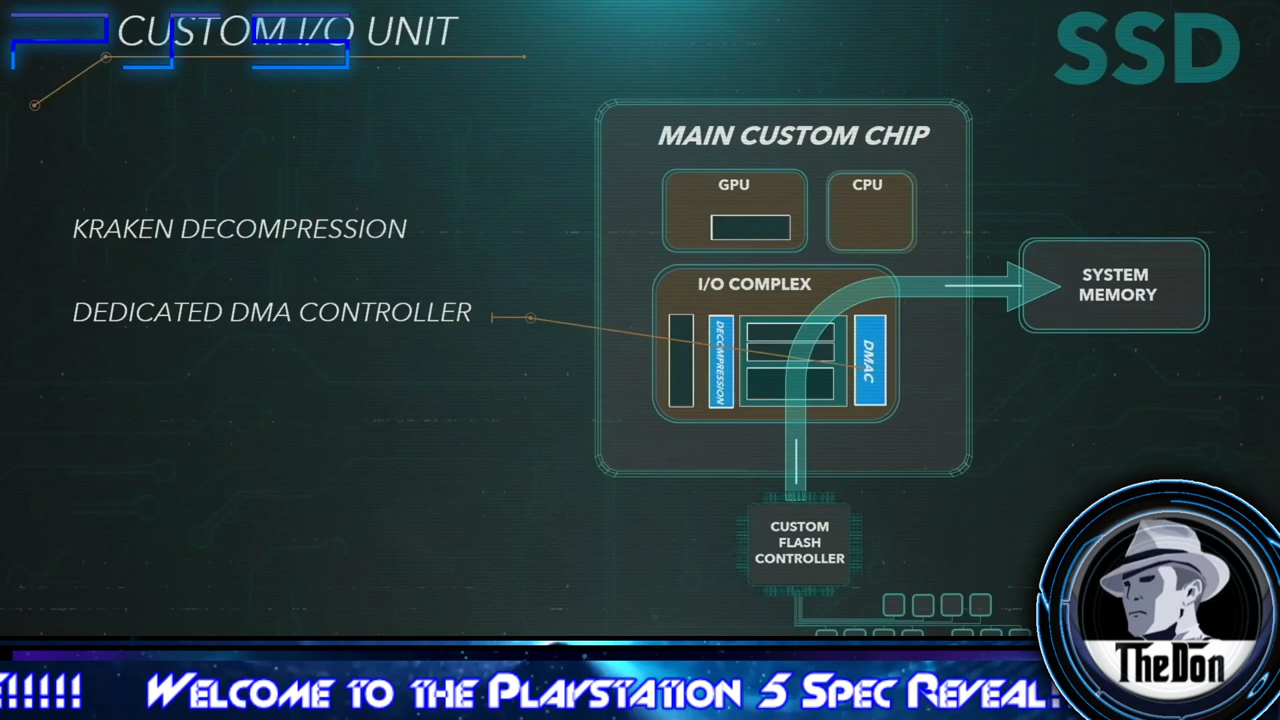 CUSTOM I/O UNIT
PS5
SSD
MAIN CUSTOM CHIP
GPU
CPU
KRAKEN DECOMPRESSION
DEDICATED DMA CONTROLLER
I/O COMPLEX
DECOMPRESSION
DMAC
SYSTEM
MEMORY
CUSTOM
FLASH
CONTROLLER
TheDon
!!!!! WELCOME TO THE PLAYSTATION 5 SPEC REVEAL!